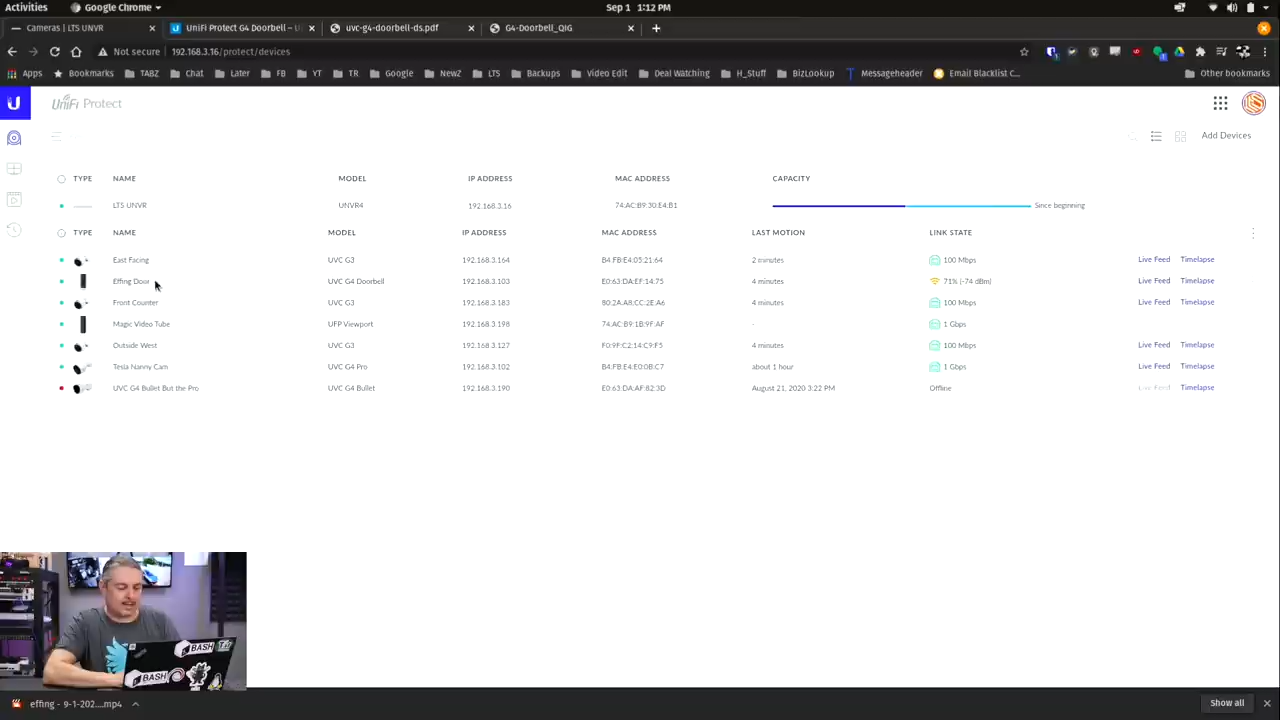 Activities Google Chrome Sep 1 1:12 PM
Cameras | LTS UNVR × UniFi Protect G4 Doorbell – U × uvc-g4-doorbell-ds.pdf × G4-Doorbell_QIG × +
Not secure 192.168.3.16/protect/devices
Apps Bookmarks TABZ Chat Later FB YT TR Google NewZ LTS Backups Video Edit Deal Watching H_Stuff BizLookup Messageheader Email Blacklist C... Other bookmarks
UniFi Protect
Add Devices
TYPE NAME MODEL IP ADDRESS MAC ADDRESS CAPACITY
LTS UNVR UNVR4 192.168.3.16 74:AC:B9:30:E4:B1 Since beginning
TYPE NAME MODEL IP ADDRESS MAC ADDRESS LAST MOTION LINK STATE
East Facing UVC G3 192.168.3.164 B4:FB:E4:05:21:64 2 minutes 100 Mbps Live Feed Timelapse
Effing Door UVC G4 Doorbell 192.168.3.103 E0:63:DA:EF:14:75 4 minutes 71% (-74 dBm) Live Feed Timelapse
Front Counter UVC G3 192.168.3.183 80:2A:A8:CC:2E:A6 4 minutes 100 Mbps Live Feed Timelapse
Magic Video Tube UFP Viewport 192.168.3.198 74:AC:B9:1B:9F:AF - 1 Gbps
Outside West UVC G3 192.168.3.127 F0:9F:C2:14:C9:F5 4 minutes 100 Mbps Live Feed Timelapse
Tesla Nanny Cam UVC G4 Pro 192.168.3.102 B4:FB:E4:E0:0B:C7 about 1 hour 1 Gbps Live Feed Timelapse
UVC G4 Bullet But the Pro UVC G4 Bullet 192.168.3.190 E0:63:DA:AF:82:3D August 21, 2020 3:22 PM Offline Live Feed Timelapse
BASH
BASH
effing - 9-1-202....mp4 Show all ×